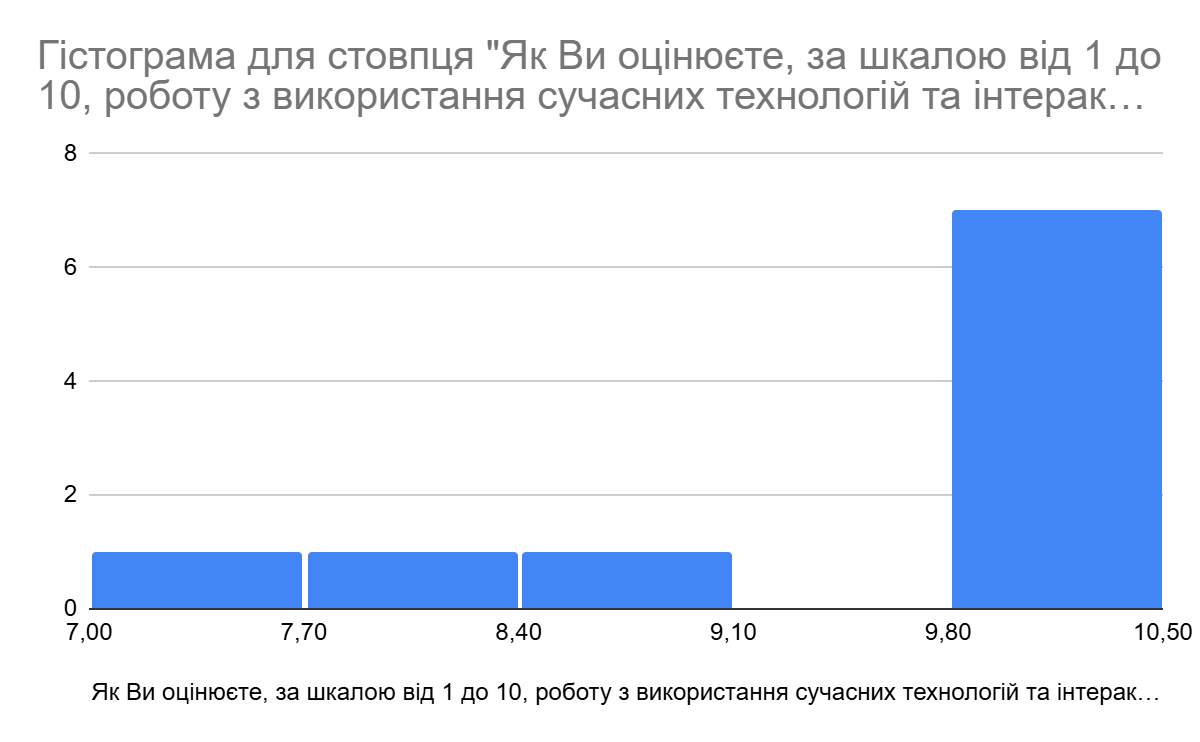 Гістограма для стовпця "Як Ви оцінюєте, за шкалою від 1 до
10, роботу з використання сучасних технологій та інтерак…
8
6
4
2
0
7,00 7,70 8,40 9,10 9,80 10,50
Як Ви оцінюєте, за шкалою від 1 до 10, роботу з використання сучасних технологій та інтерак…